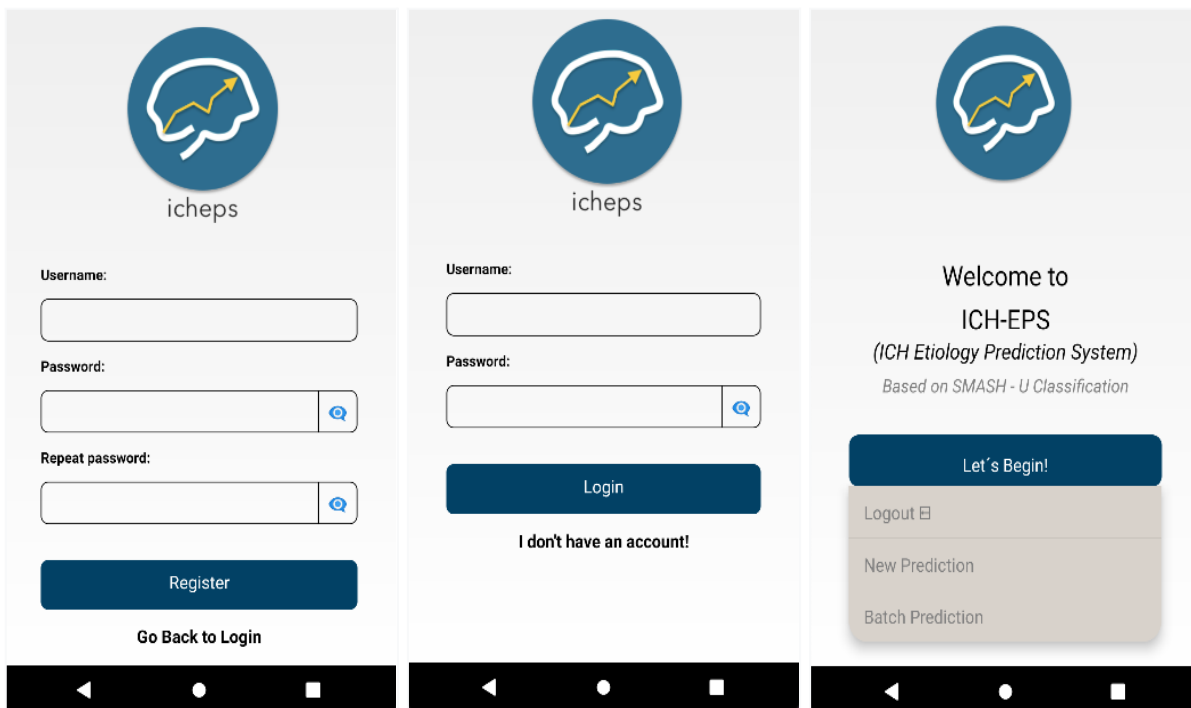 icheps
Username:
Password:
Repeat password:
Register
Go Back to Login
icheps
Username:
Password:
Login
I don't have an account!
Welcome to
ICH-EPS
(ICH Etiology Prediction System)
Based on SMASH - U Classification
Let´s Begin!
Logout
New Prediction
Batch Prediction